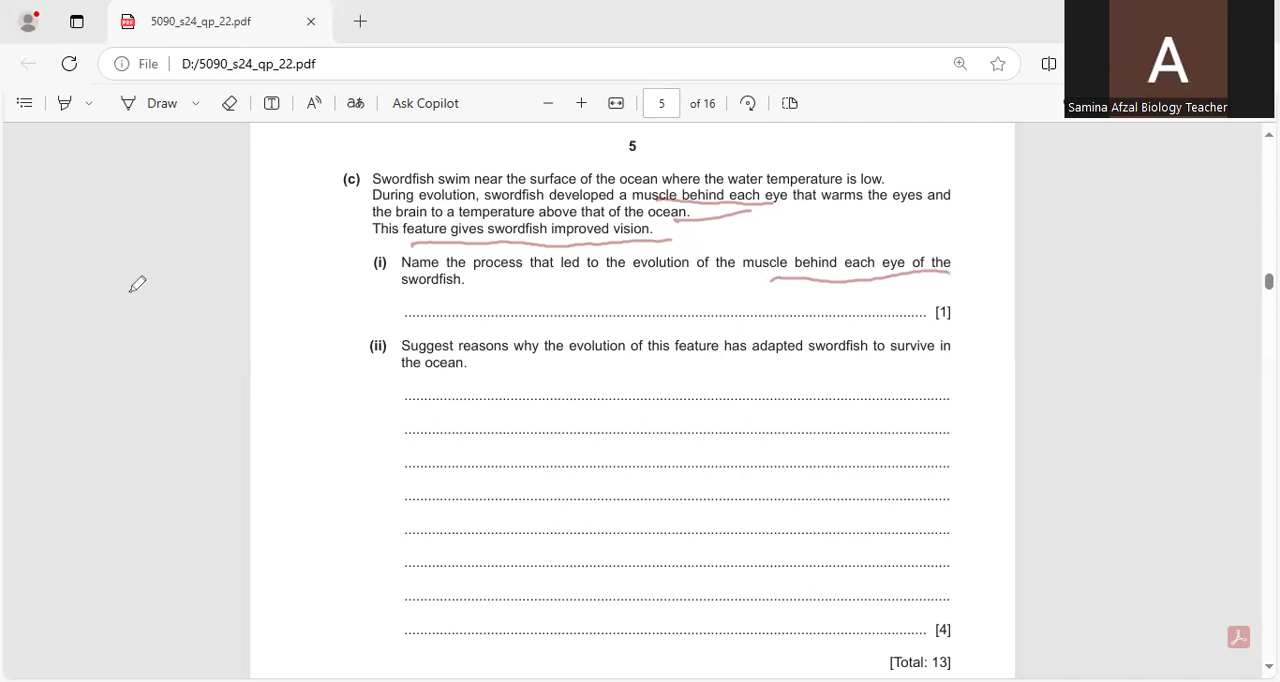 5090_s24_qp_22.pdf
File
D:/5090_s24_qp_22.pdf
Draw
Ask Copilot
5 of 16
A
Samina Afzal Biology Teacher
5
(c) Swordfish swim near the surface of the ocean where the water temperature is low.
During evolution, swordfish developed a muscle behind each eye that warms the eyes and
the brain to a temperature above that of the ocean.
This feature gives swordfish improved vision.
(i) Name the process that led to the evolution of the muscle behind each eye of the
swordfish.
.......................................................................................................................... [1]
(ii) Suggest reasons why the evolution of this feature has adapted swordfish to survive in
the ocean.
................................................................................................................................
................................................................................................................................
................................................................................................................................
................................................................................................................................
................................................................................................................................
................................................................................................................................
................................................................................................................................
.......................................................................................................................... [4]
[Total: 13]